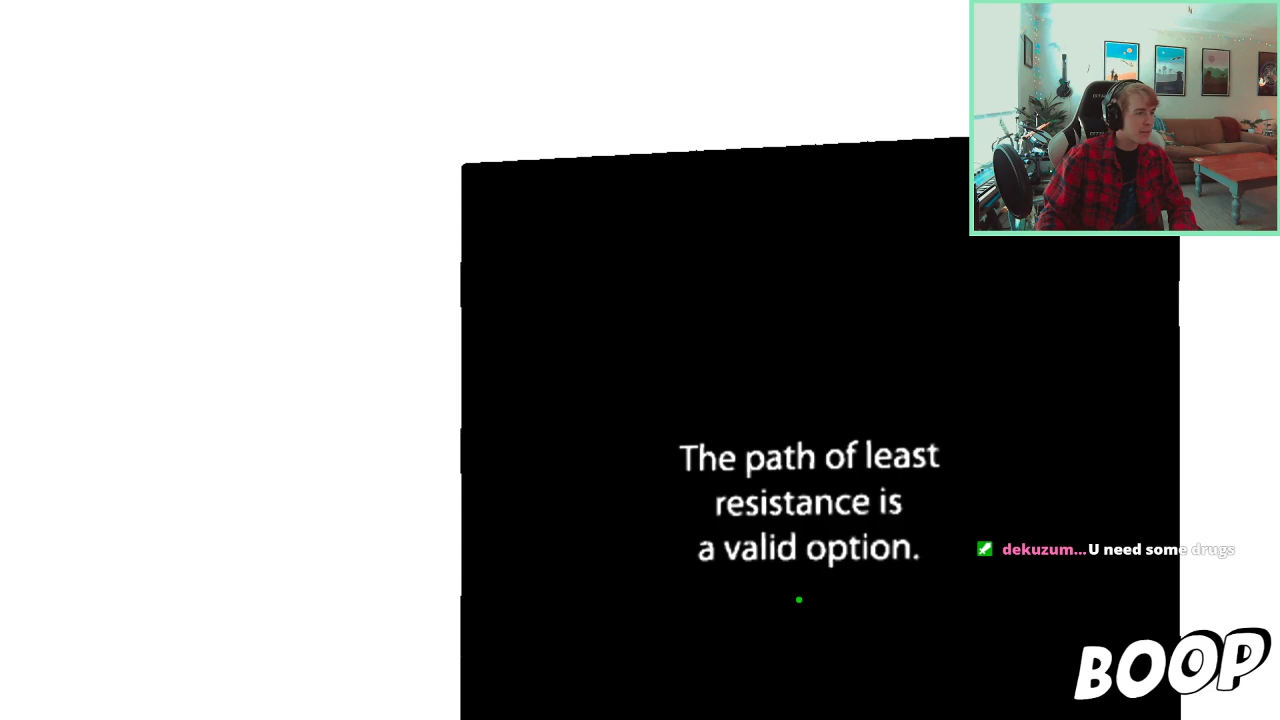 The path of least
resistance is
a valid option.
dekuzum...U need some drugs
BOOP